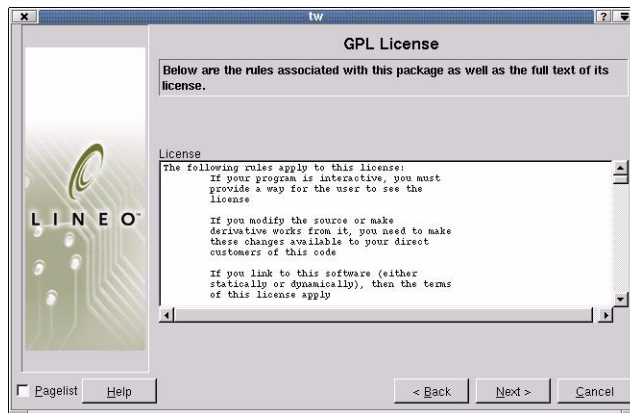 tw
?
GPL License
Below are the rules associated with this package as well as the full text of its
license.
License
The following rules apply to this license:
If your program is interactive, you must
provide a way for the user to see the
license
If you modify the source or make
derivative works from it, you need to make
these changes available to your direct
customers of this code
If you link to this software (either
statically or dynamically), then the terms
of this license apply
LINEO™
Pagelist
Help
< Back
Next >
Cancel